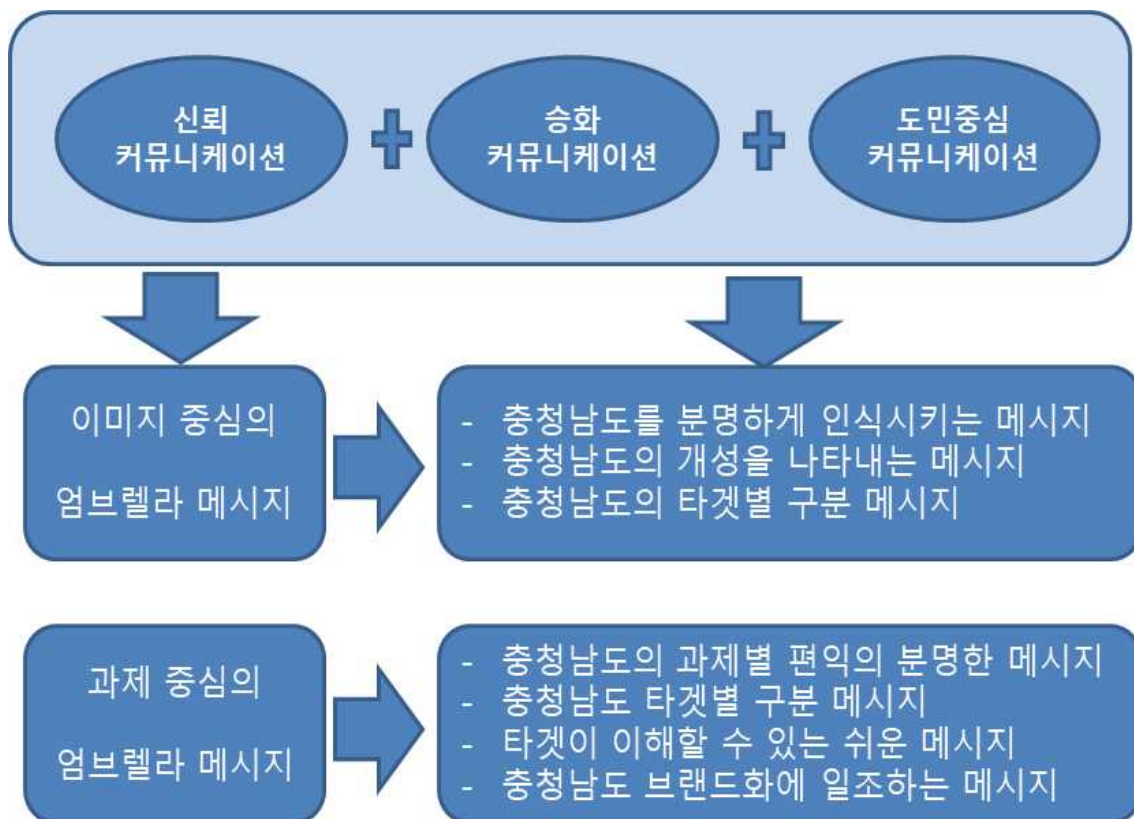 신뢰
커뮤니케이션
승화
커뮤니케이션
도민중심
커뮤니케이션
이미지 중심의
엄브렐라 메시지
- 충청남도를 분명하게 인식시키는 메시지
- 충청남도의 개성을 나타내는 메시지
- 충청남도의 타겟별 구분 메시지
과제 중심의
엄브렐라 메시지
- 충청남도의 과제별 편익의 분명한 메시지
- 충청남도 타겟별 구분 메시지
- 타겟이 이해할 수 있는 쉬운 메시지
- 충청남도 브랜드화에 일조하는 메시지